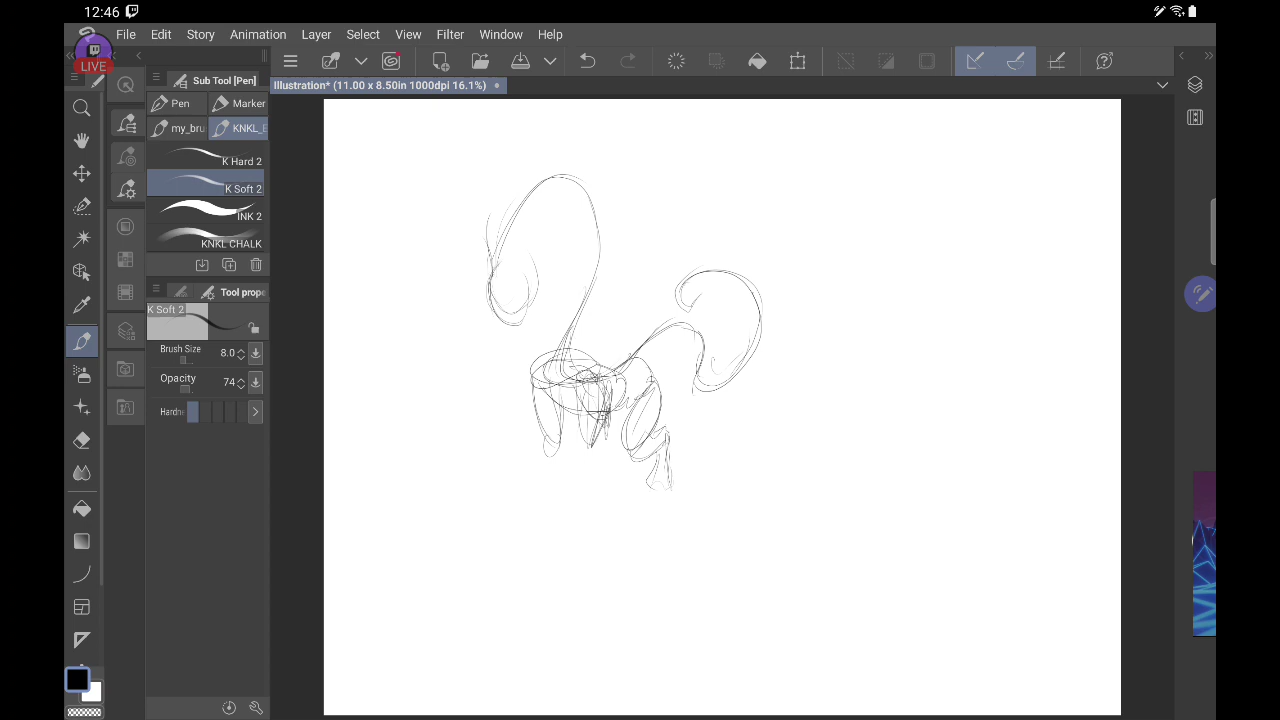 12:46
File Edit Story Animation Layer Select View Filter Window Help
LIVE
Sub Tool [Pen]
Illustration* (11.00 x 8.50in 1000dpi 16.1%)
Pen Marker
my_bru KNKL_E
K Hard 2
K Soft 2
INK 2
KNKL CHALK
Tool prope
K Soft 2
Brush Size 8.0
Opacity 74
Hardne